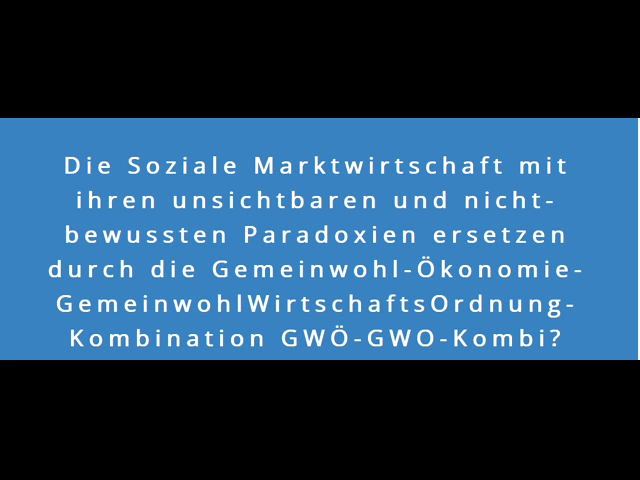 Die Soziale Marktwirtschaft mit
ihren unsichtbaren und nicht-
bewussten Paradoxien ersetzen
durch die Gemeinwohl-Ökonomie-
GemeinwohlWirtschaftsOrdnung-
Kombination GWÖ-GWO-Kombi?